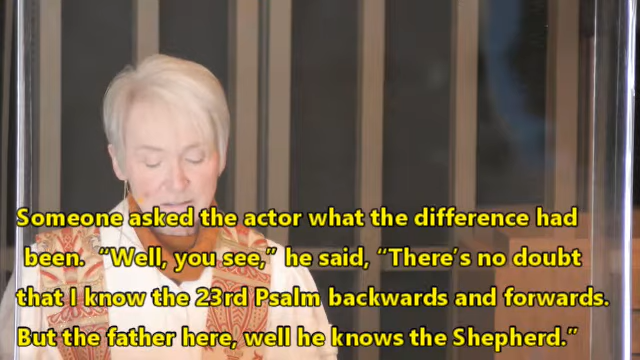 Someone asked the actor what the difference had
been. “Well, you see,” he said, “There’s no doubt
that I know the 23rd Psalm backwards and forwards.
But the father here, well he knows the Shepherd.”